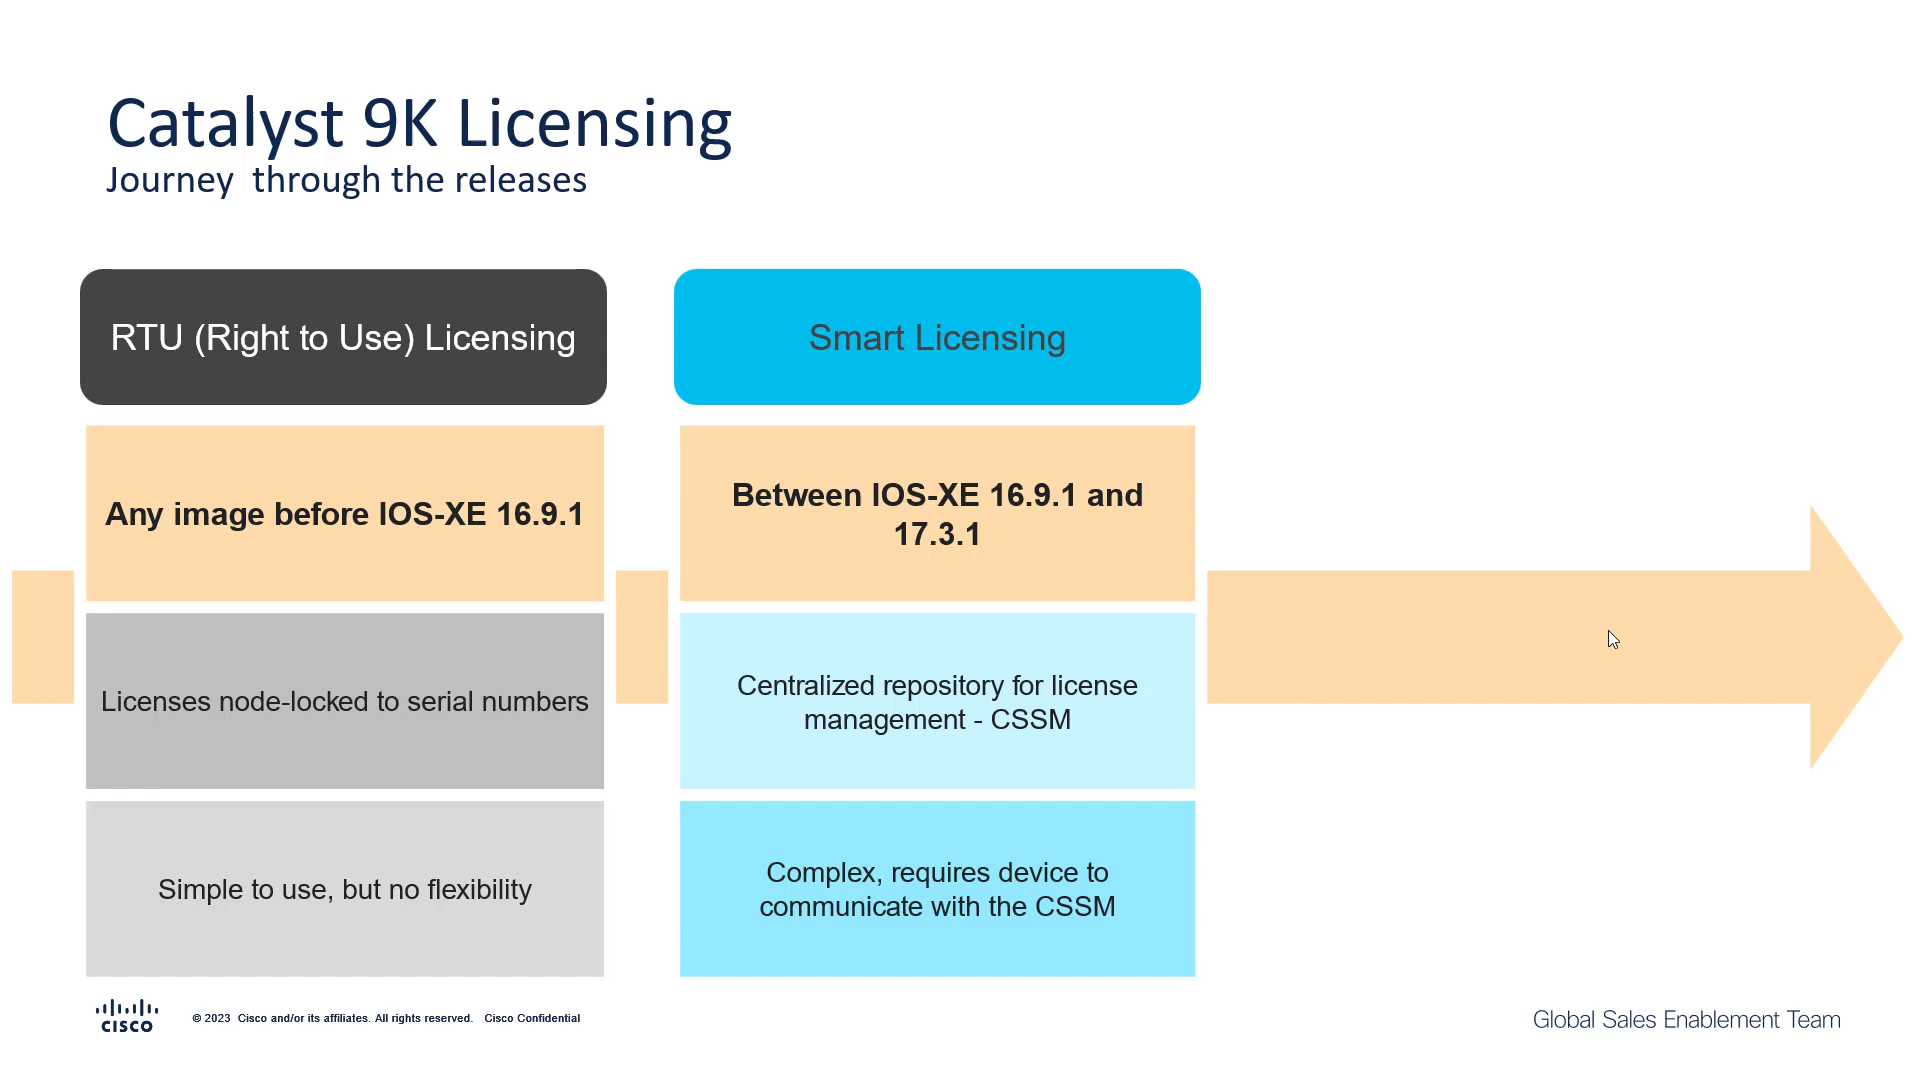 Catalyst 9K Licensing
Journey  through the releases
RTU (Right to Use) Licensing
Any image before IOS-XE 16.9.1
Licenses node-locked to serial numbers
Simple to use, but no flexibility
Smart Licensing
Between IOS-XE 16.9.1 and
17.3.1
Centralized repository for license
management - CSSM
Complex, requires device to
communicate with the CSSM
CISCO
© 2023  Cisco and/or its affiliates.  All rights reserved.   Cisco Confidential
Global Sales Enablement Team